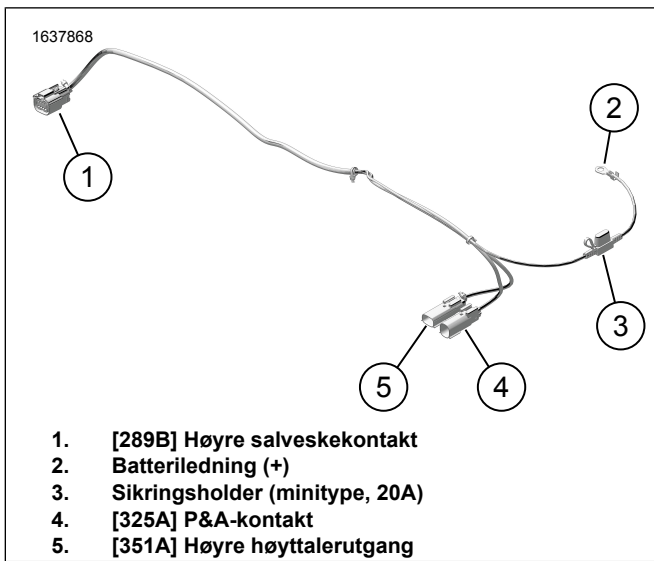 1637868
1
2
3
5
4
1. [289B] Høyre salveskekontakt
2. Batteriledning (+)
3. Sikringsholder (minitype, 20A)
4. [325A] P&A-kontakt
5. [351A] Høyre høyttalerutgang